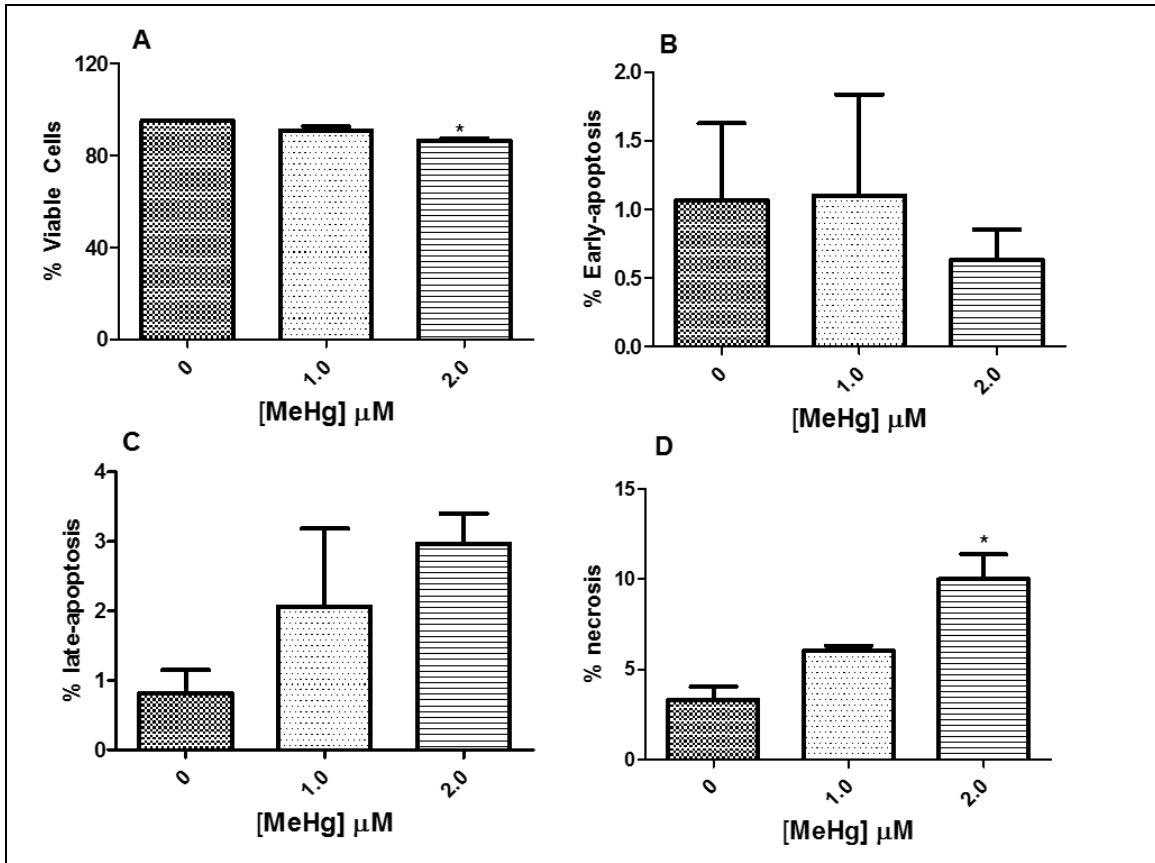 A
% Viable Cells
120
80
40
0
0
1.0
2.0
*
[MeHg] μM
B
% Early-apoptosis
2.0
1.5
1.0
0.5
0.0
0
1.0
2.0
[MeHg] μM
C
% late-apoptosis
4
3
2
1
0
0
1.0
2.0
[MeHg] μM
D
% necrosis
15
10
5
0
*
0
1.0
2.0
[MeHg] μM